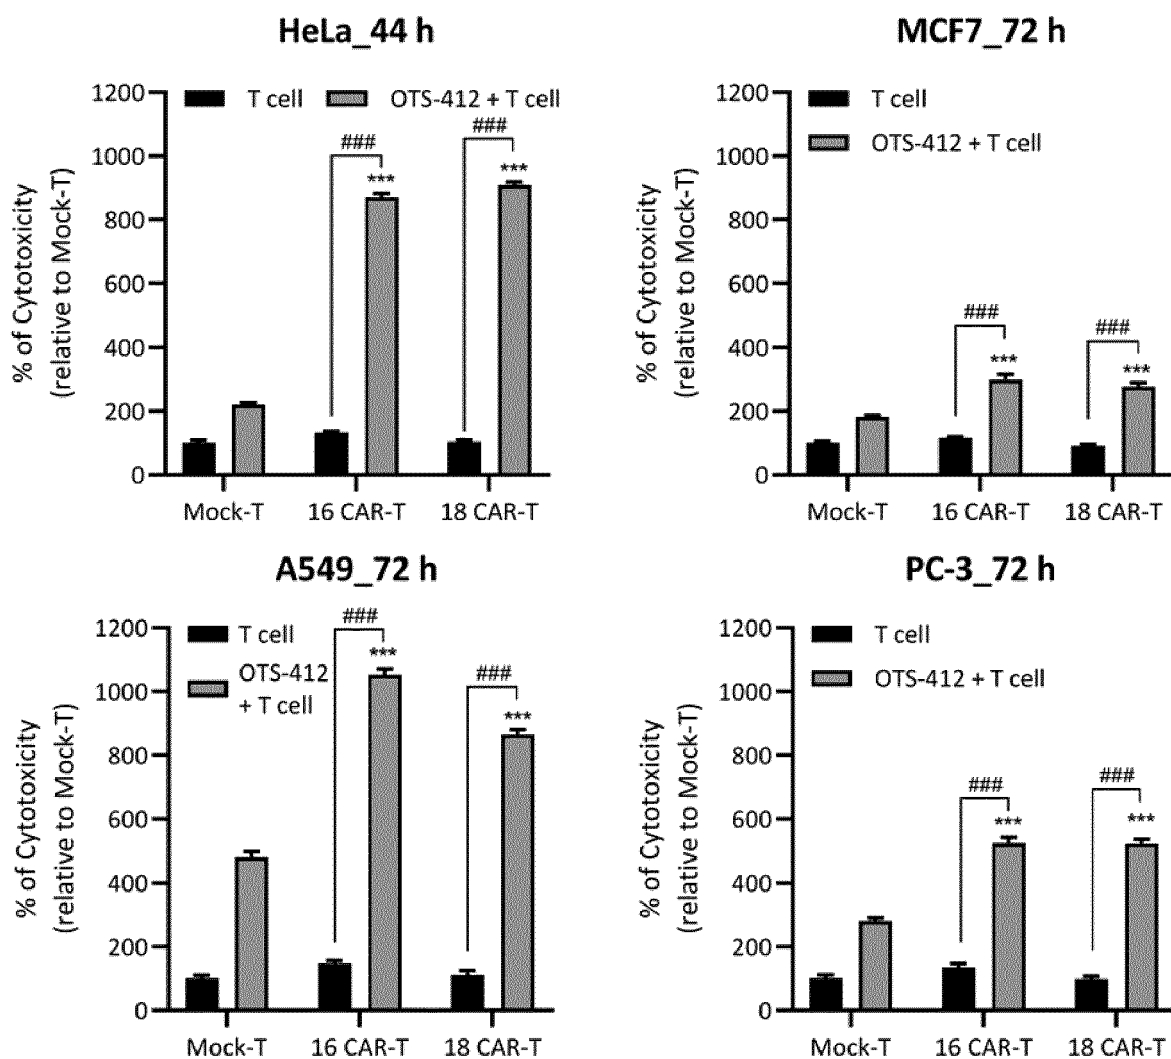 HeLa_44 h
% of Cytotoxicity
(relative to Mock-T)
1200
1000
800
600
400
200
0
T cell
OTS-412 + T cell
###
***
###
***
Mock-T
16 CAR-T
18 CAR-T
MCF7_72 h
% of Cytotoxicity
(relative to Mock-T)
1200
1000
800
600
400
200
0
T cell
OTS-412 + T cell
###
***
###
***
Mock-T
16 CAR-T
18 CAR-T
A549_72 h
% of Cytotoxicity
(relative to Mock-T)
1200
1000
800
600
400
200
0
T cell
OTS-412
+ T cell
###
***
###
***
Mock-T
16 CAR-T
18 CAR-T
PC-3_72 h
% of Cytotoxicity
(relative to Mock-T)
1200
1000
800
600
400
200
0
T cell
OTS-412 + T cell
###
***
###
***
Mock-T
16 CAR-T
18 CAR-T